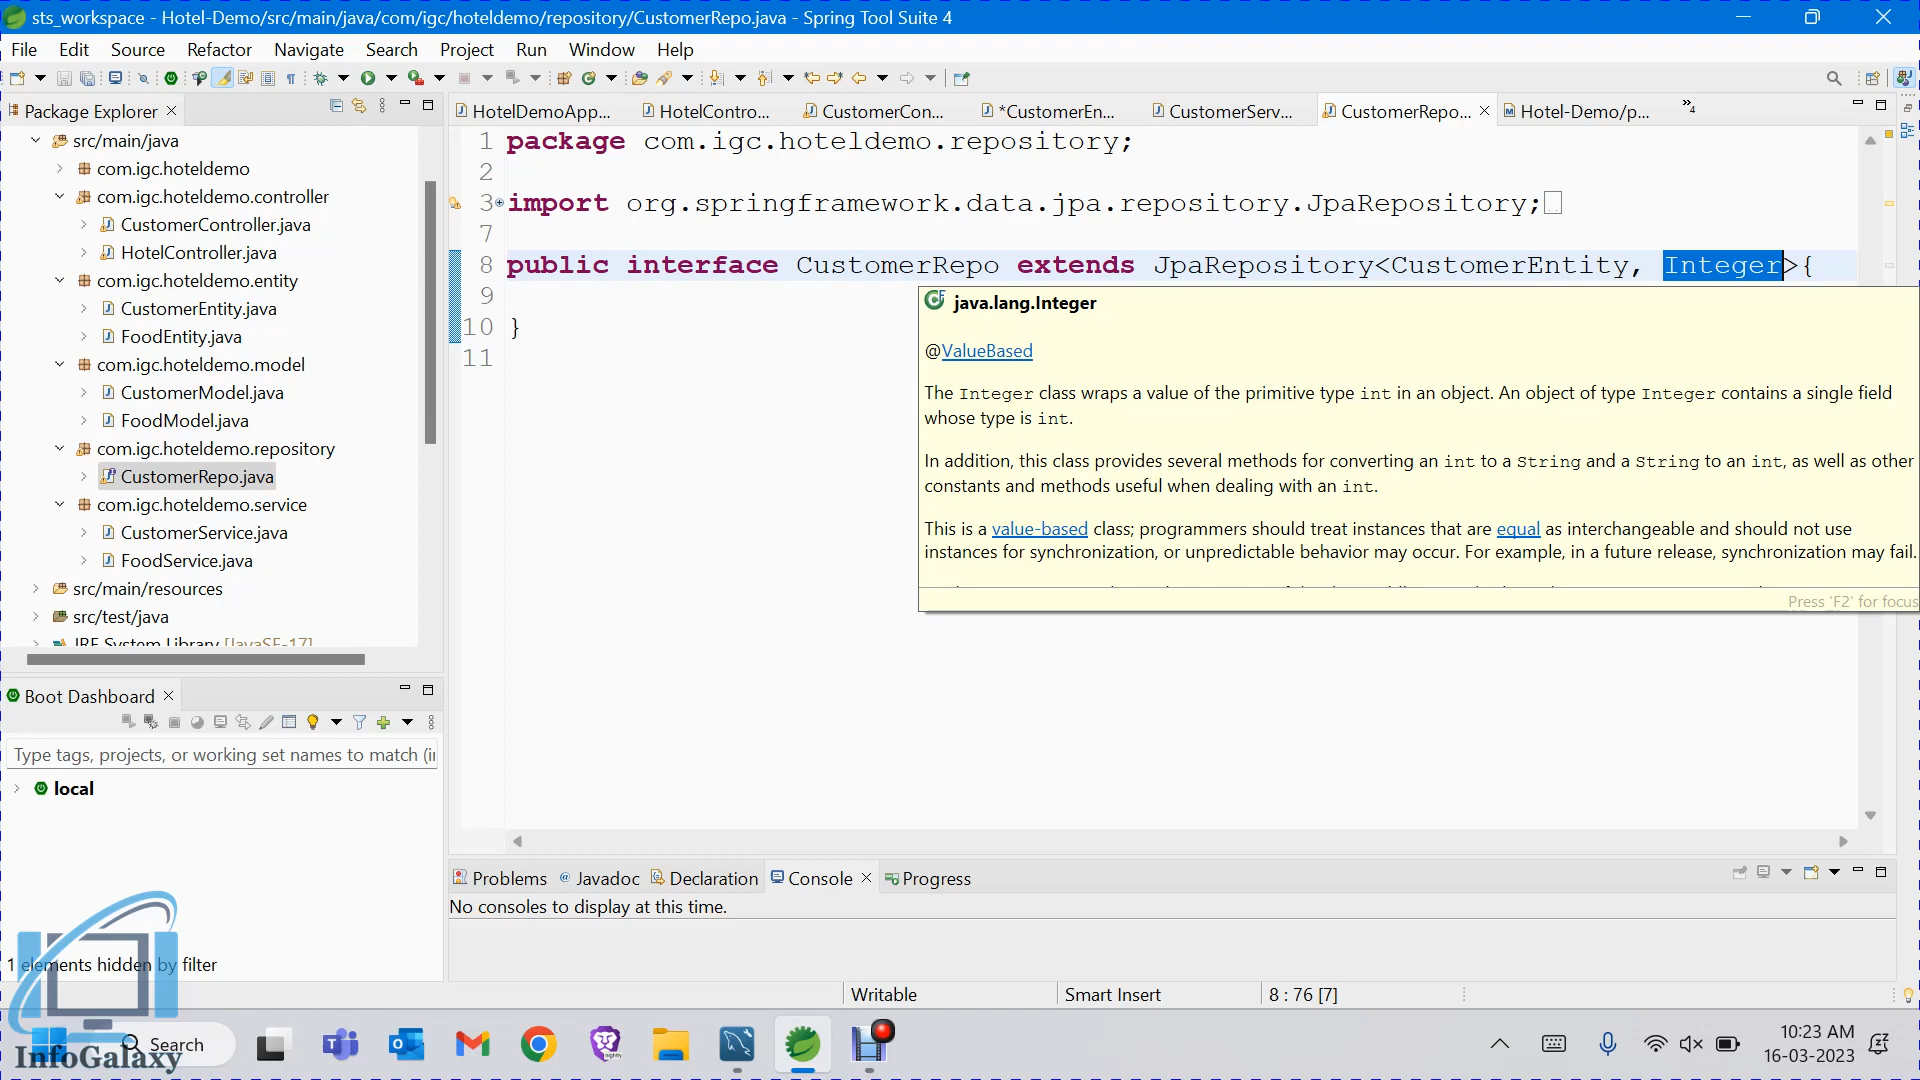 sts_workspace - Hotel-Demo/src/main/java/com/igc/hoteldemo/repository/CustomerRepo.java - Spring Tool Suite 4
File Edit Source Refactor Navigate Search Project Run Window Help
Package Explorer
src/main/java
com.igc.hoteldemo
com.igc.hoteldemo.controller
CustomerController.java
HotelController.java
com.igc.hoteldemo.entity
CustomerEntity.java
FoodEntity.java
com.igc.hoteldemo.model
CustomerModel.java
FoodModel.java
com.igc.hoteldemo.repository
CustomerRepo.java
com.igc.hoteldemo.service
CustomerService.java
FoodService.java
src/main/resources
src/test/java
JRE System Library [JavaSE-17]
Boot Dashboard
Type tags, projects, or working set names to match (i
local
1 elements hidden by filter
HotelDemoApp... HotelContro... CustomerCon... *CustomerEn... CustomerServ... CustomerRepo... Hotel-Demo/p... »4
1 package com.igc.hoteldemo.repository;
2
3 import org.springframework.data.jpa.repository.JpaRepository;
7
8 public interface CustomerRepo extends JpaRepository<CustomerEntity, Integer>{
9
10 }
11
java.lang.Integer
@ValueBased
The Integer class wraps a value of the primitive type int in an object. An object of type Integer contains a single field
whose type is int.
In addition, this class provides several methods for converting an int to a String and a String to an int, as well as other
constants and methods useful when dealing with an int.
This is a value-based class; programmers should treat instances that are equal as interchangeable and should not use
instances for synchronization, or unpredictable behavior may occur. For example, in a future release, synchronization may fail.
Press 'F2' for focus
Problems @ Javadoc Declaration Console Progress
No consoles to display at this time.
Writable Smart Insert 8 : 76 [7]
InfoGalaxy
Search
10:23 AM
16-03-2023